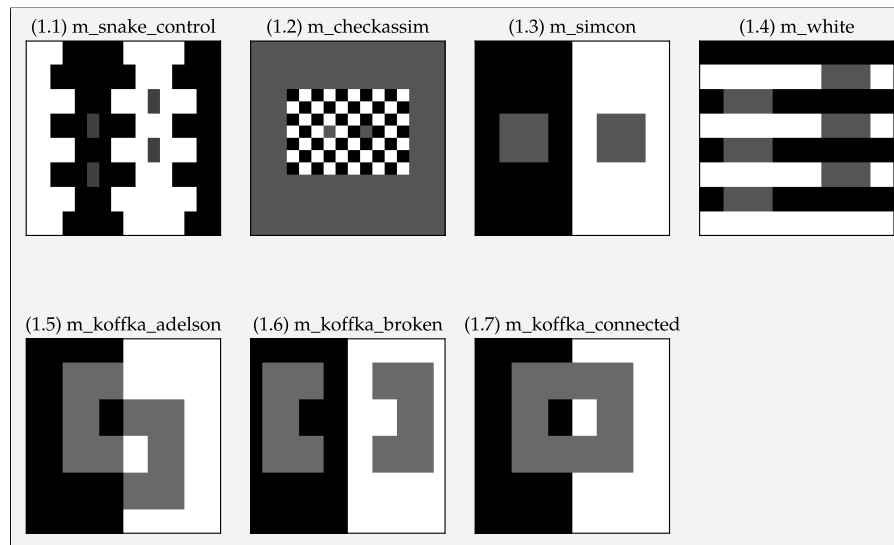 (1.1) m_snake_control
(1.2) m_checkassim
(1.3) m_simcon
(1.4) m_white
(1.5) m_koffka_adelson
(1.6) m_koffka_broken
(1.7) m_koffka_connected